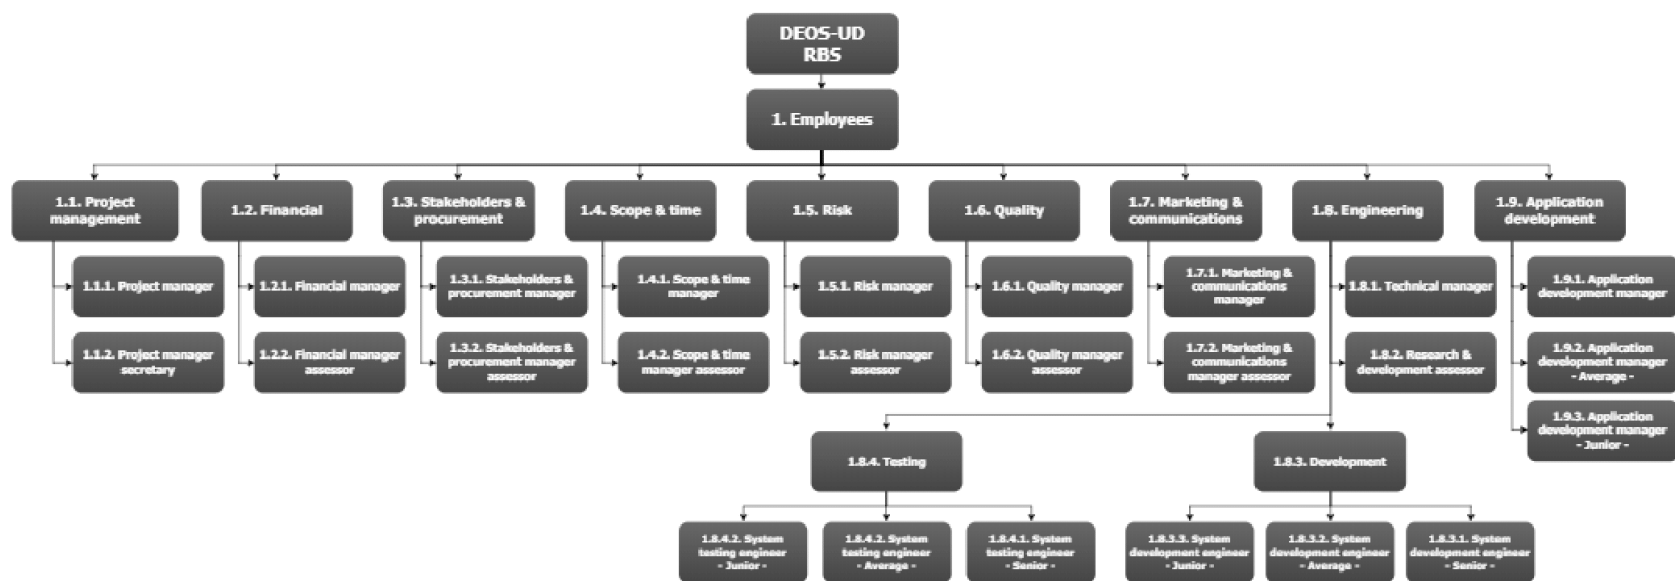 DEOS-UD
RBS
1. Employees
1.1. Project
management
1.2. Financial
1.3. Stakeholders &
procurement
1.4. Scope & time
1.5. Risk
1.6. Quality
1.7. Marketing &
communications
1.8. Engineering
1.9. Application
development
1.1.1. Project manager
1.2.1. Financial manager
1.3.1. Stakeholders &
procurement manager
1.4.1. Scope & time
manager
1.5.1. Risk manager
1.6.1. Quality manager
1.7.1. Marketing &
communications
manager
1.8.1. Technical manager
1.9.1. Application
development manager
1.1.2. Project manager
secretary
1.2.2. Financial manager
assessor
1.3.2. Stakeholders &
procurement manager
assessor
1.4.2. Scope & time
manager assessor
1.5.2. Risk manager
assessor
1.6.2. Quality manager
assessor
1.7.2. Marketing &
communications
manager assessor
1.8.2. Research &
development assessor
1.9.2. Application
development manager
- Average -
1.9.3. Application
development manager
- Junior -
1.8.4. Testing
1.8.3. Development
1.8.4.2. System
testing engineer
- Junior -
1.8.4.2. System
testing engineer
- Average -
1.8.4.1. System
testing engineer
- Senior -
1.8.3.3. System
development engineer
- Junior -
1.8.3.2. System
development engineer
- Average -
1.8.3.1. System
development engineer
- Senior -